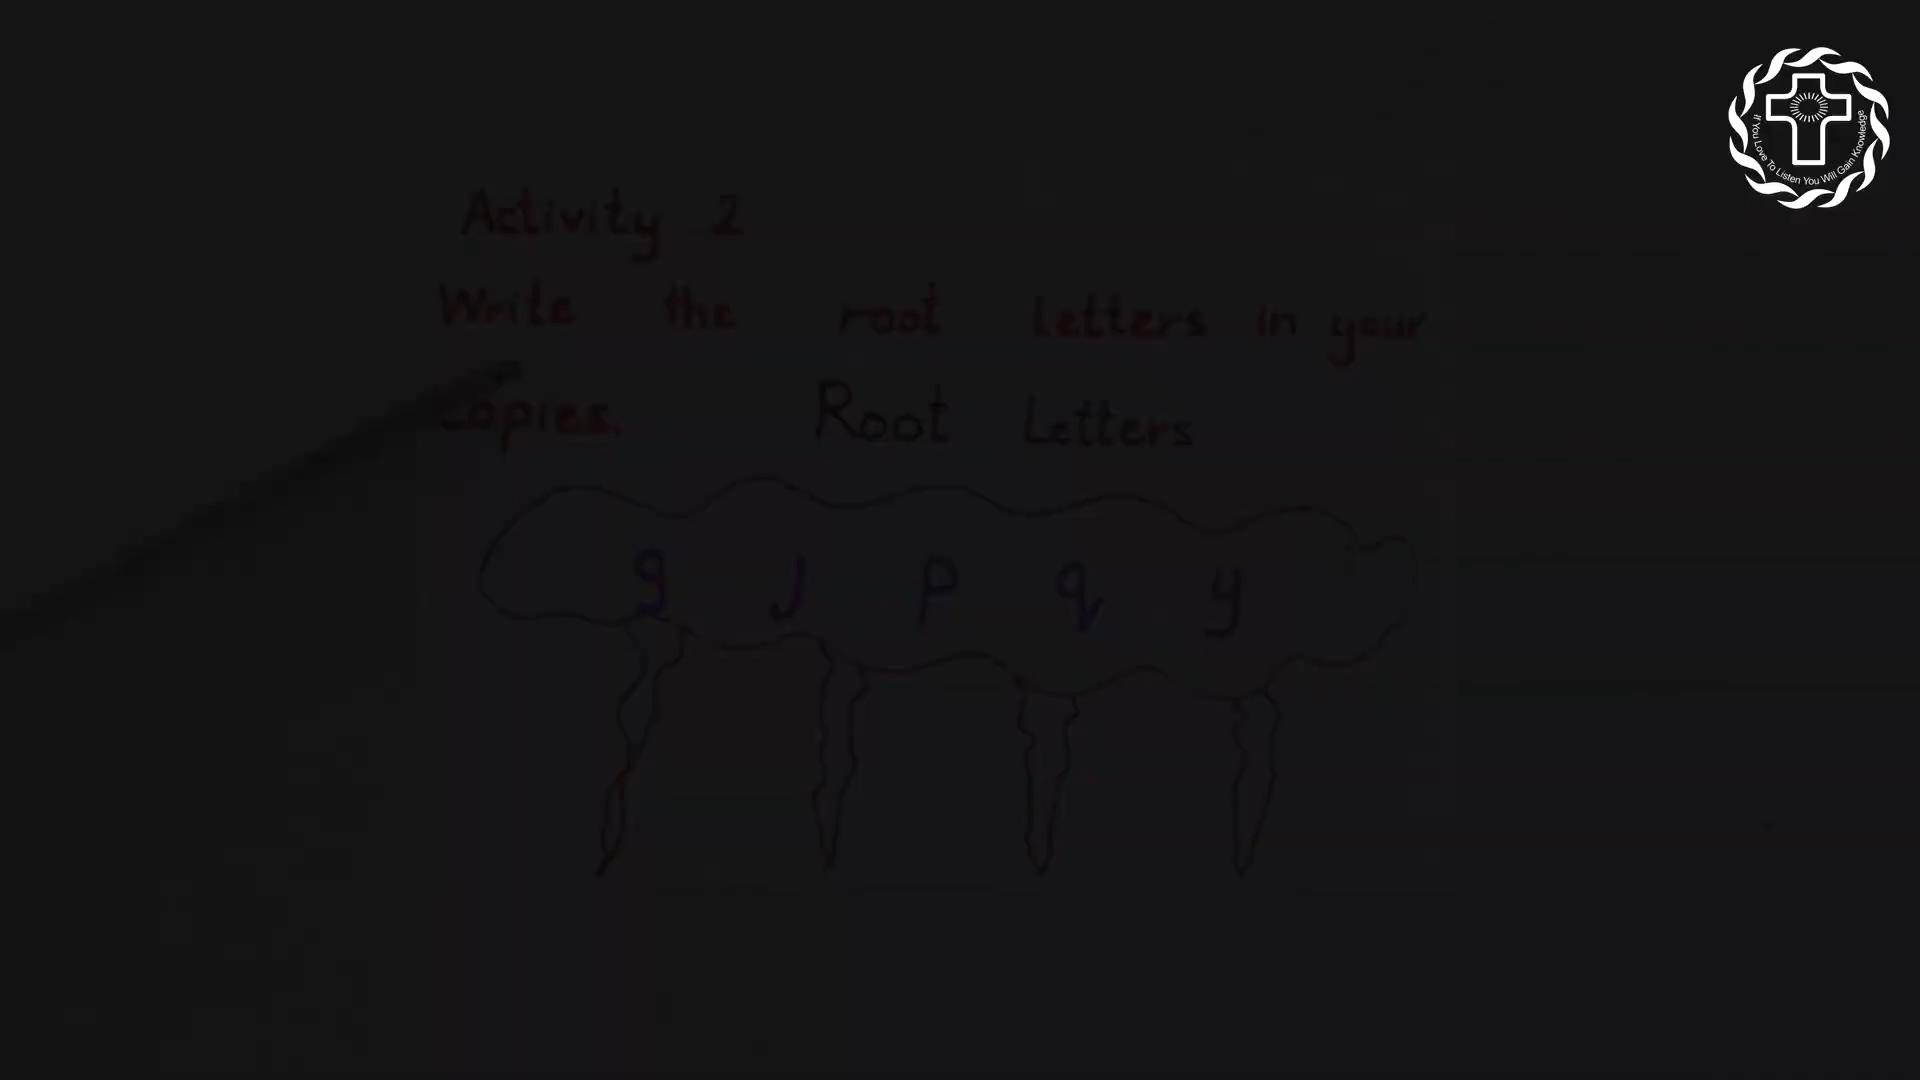 If You Love To Listen You Will Gain Knowledge
Activity 2
Write the root letters in your
copies.
Root Letters
g j p q y